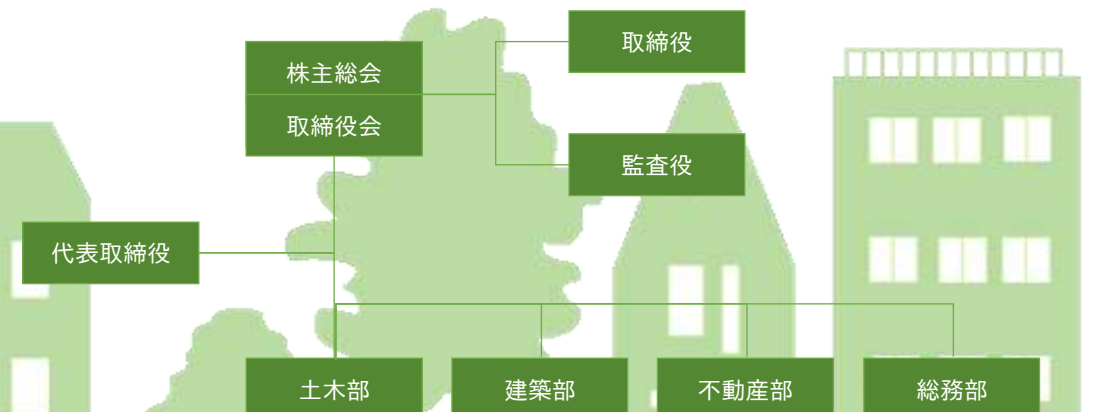 取締役
株主総会
取締役会
監査役
代表取締役
土木部
建築部
不動産部
総務部